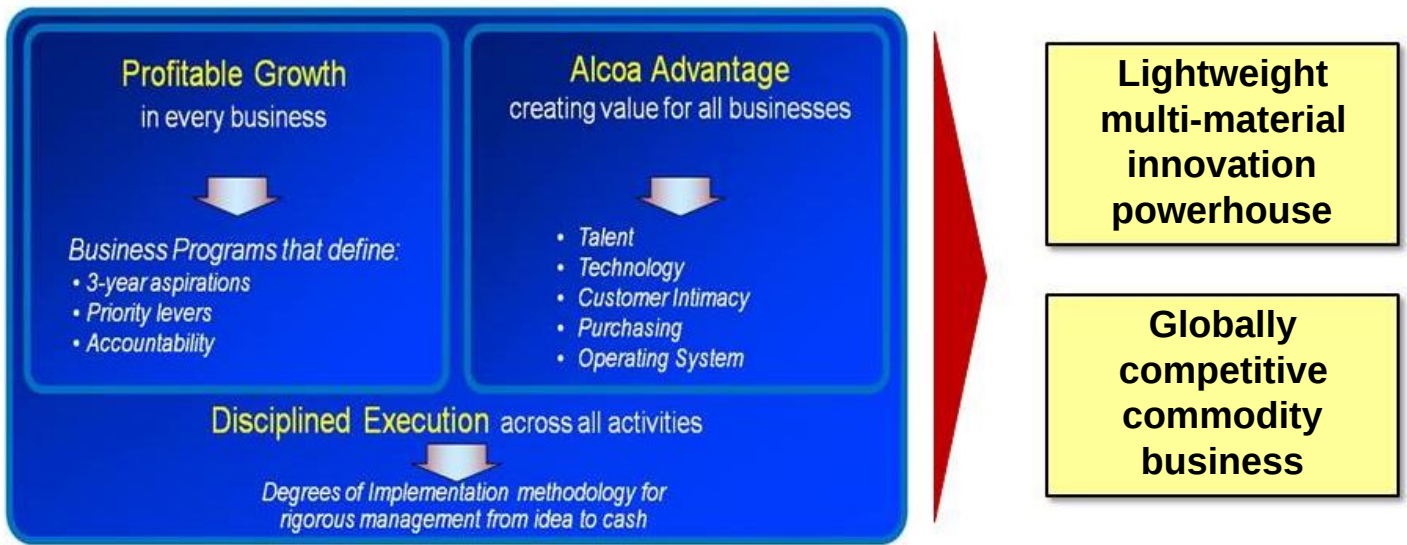 Profitable Growth
in every business
Business Programs that define:
• 3-year aspirations
• Priority levers
• Accountability
Alcoa Advantage
creating value for all businesses
• Talent
• Technology
• Customer Intimacy
• Purchasing
• Operating System
Disciplined Execution across all activities
Degrees of Implementation methodology for
rigorous management from idea to cash
Lightweight
multi-material
innovation
powerhouse
Globally
competitive
commodity
business